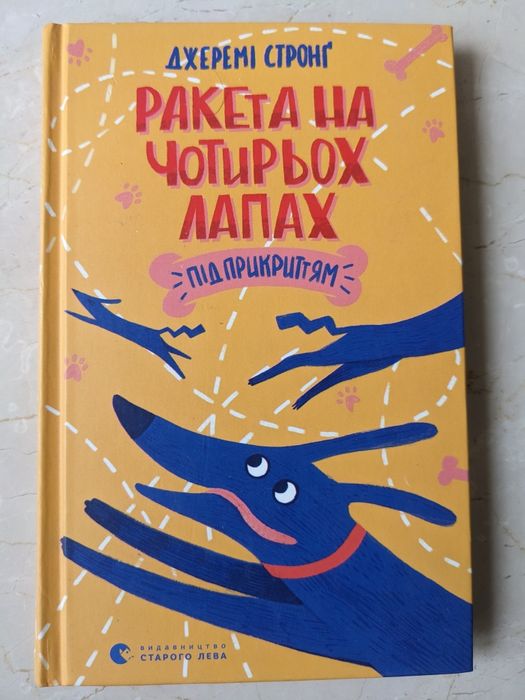 ДЖЕРЕМІ СТРОНҐ
РАКЕТА НА
ЧОТИРЬОХ
ЛАПАХ
ПІД ПРИКРИТТЯМ
ВИДАВНИЦТВО
СТАРОГО ЛЕВА